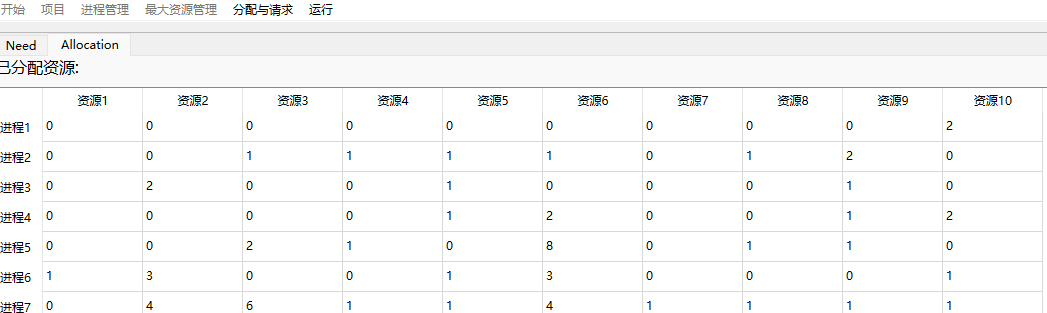 开始 项目 进程管理 最大资源管理 分配与请求 运行
Need Allocation
已分配资源:
资源1 资源2 资源3 资源4 资源5 资源6 资源7 资源8 资源9 资源10
进程1 0 0 0 0 0 0 0 0 0 2
进程2 0 0 1 1 1 1 0 1 2 0
进程3 0 2 0 0 1 0 0 0 1 0
进程4 0 0 0 0 1 2 0 0 1 2
进程5 0 0 2 1 0 8 0 1 1 0
进程6 1 3 0 0 1 3 0 0 0 1
进程7 0 4 6 1 1 4 1 1 1 1